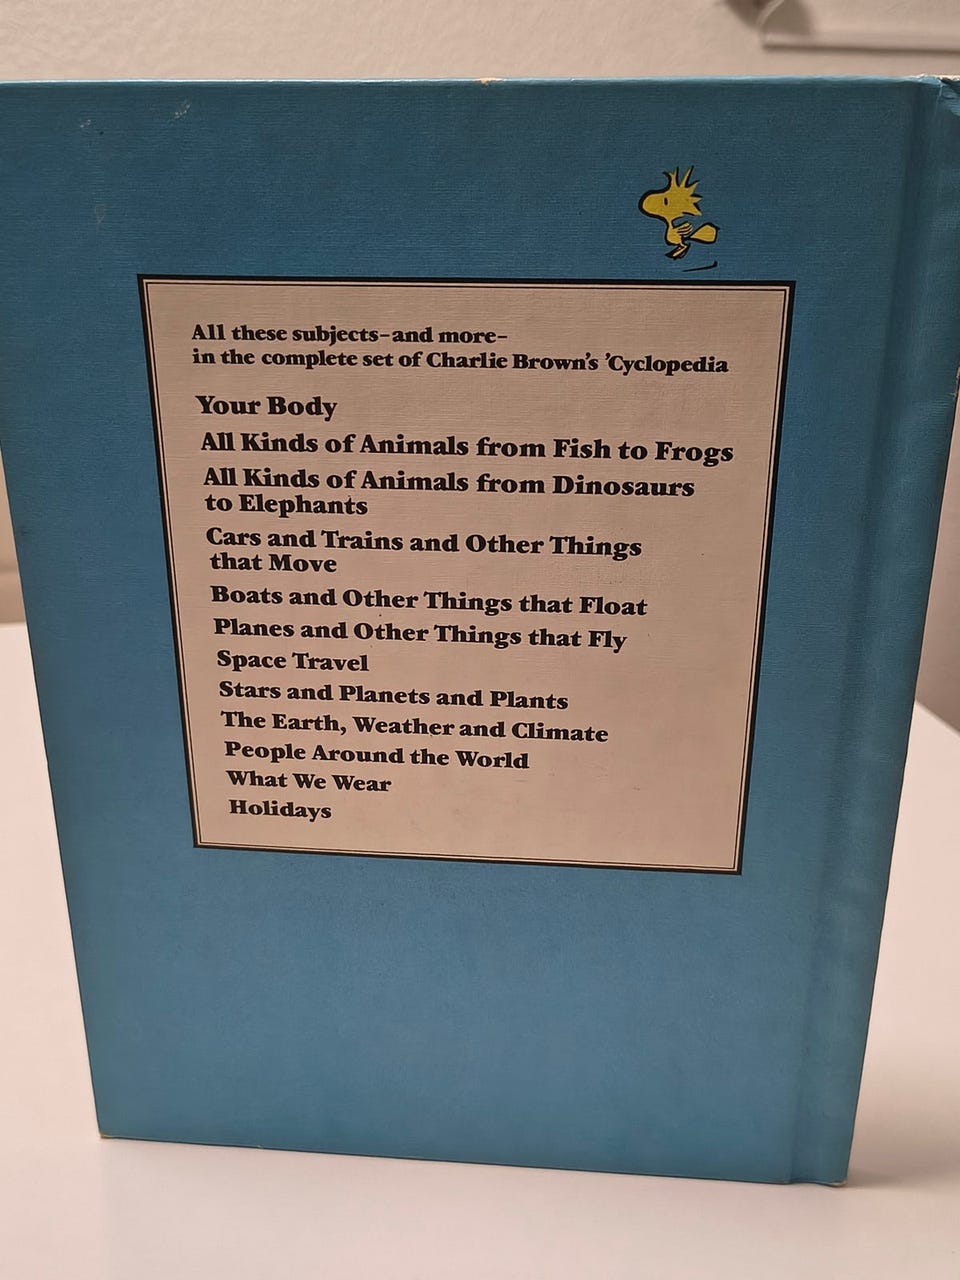 All these subjects-and more-
in the complete set of Charlie Brown's 'Cyclopedia
Your Body
All Kinds of Animals from Fish to Frogs
All Kinds of Animals from Dinosaurs
to Elephants
Cars and Trains and Other Things
that Move
Boats and Other Things that Float
Planes and Other Things that Fly
Space Travel
Stars and Planets and Plants
The Earth, Weather and Climate
People Around the World
What We Wear
Holidays